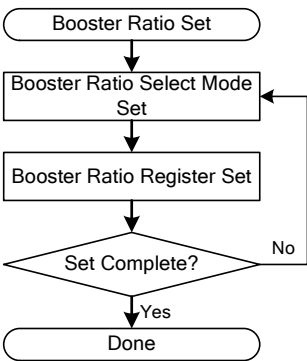 Booster Ratio Set
Booster Ratio Select Mode
Set
Booster Ratio Register Set
Set Complete?
No
Yes
Done